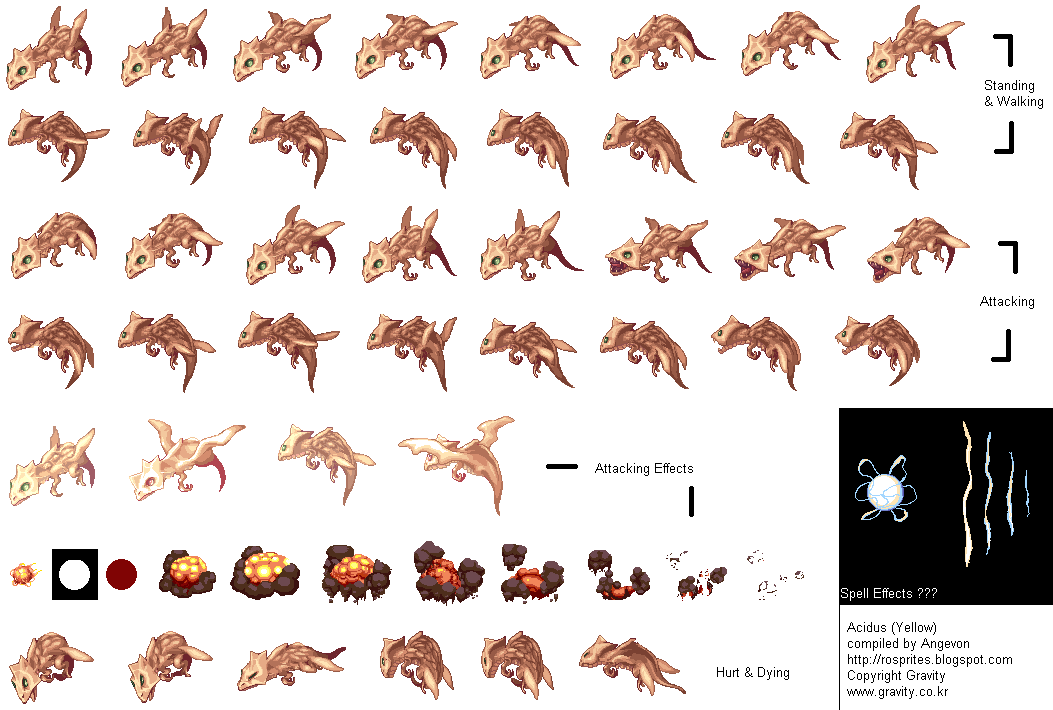 Standing
& Walking
Attacking
Attacking Effects
Spell Effects ???
Hurt & Dying
Acidus (Yellow)
compiled by Angevon
http://rosprites.blogspot.com
Copyright Gravity
www.gravity.co.kr